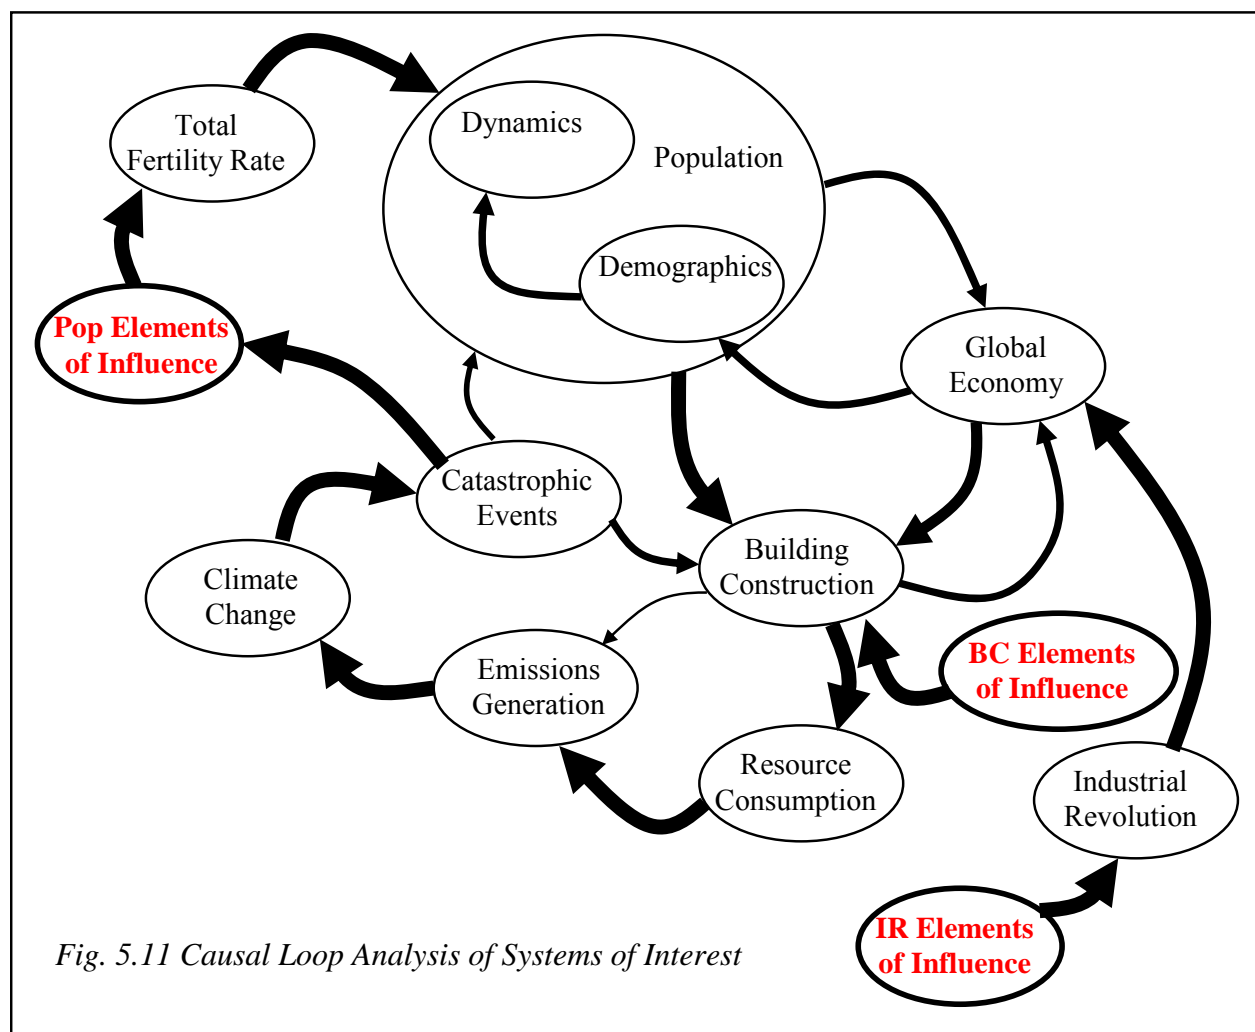 Total
Fertility Rate
Dynamics
Population
Demographics
Pop Elements
of Influence
Global
Economy
Catastrophic
Events
Building
Construction
Climate
Change
Emissions
Generation
BC Elements
of Influence
Resource
Consumption
Industrial
Revolution
IR Elements
of Influence
Fig. 5.11 Causal Loop Analysis of Systems of Interest